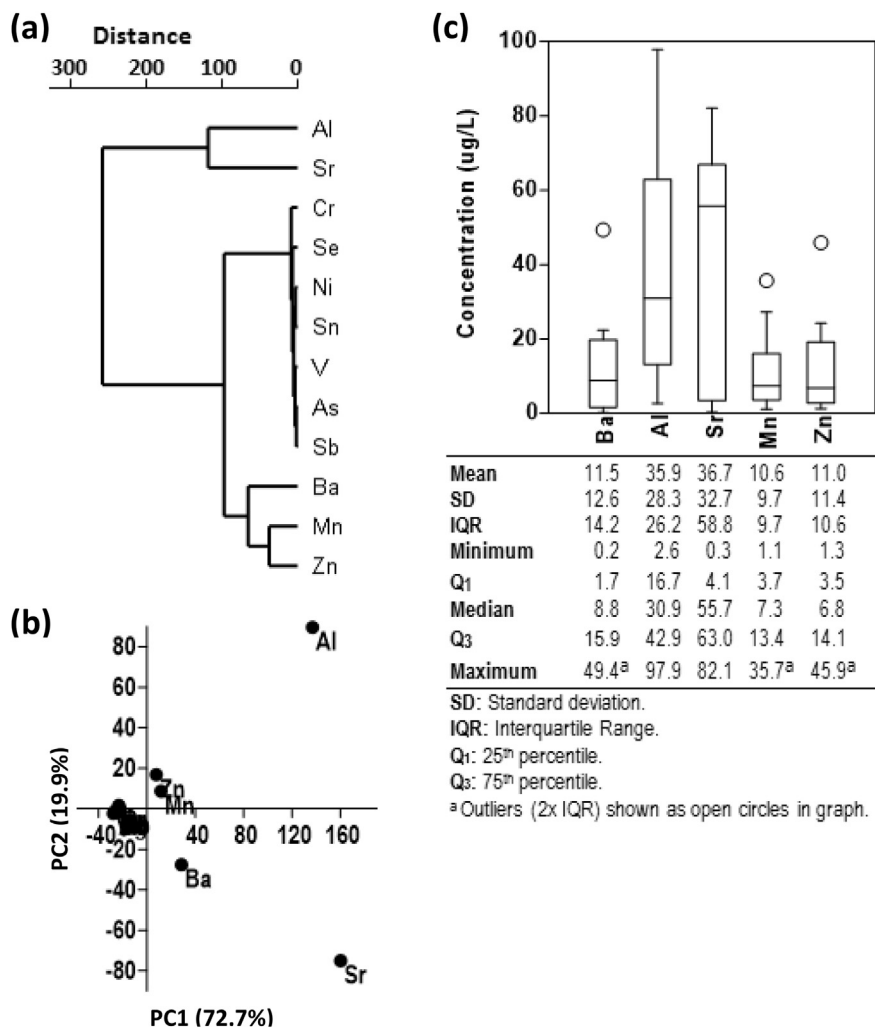 (a)
Distance
300 200 100 0
Al
Sr
Cr
Se
Ni
Sn
V
As
Sb
Ba
Mn
Zn
(b)
80
60
40
20
-20
-40
-60
-80
-40 40 80 120 160
Al
Zn
Mn
Ba
Sr
PC2 (19.9%)
PC1 (72.7%)
(c)
Concentration (ug/L)
100
80
60
40
20
0
Ba Al Sr Mn Zn
Mean 11.5 35.9 36.7 10.6 11.0
SD 12.6 28.3 32.7 9.7 11.4
IQR 14.2 26.2 58.8 9.7 10.6
Minimum 0.2 2.6 0.3 1.1 1.3
Q1 1.7 16.7 4.1 3.7 3.5
Median 8.8 30.9 55.7 7.3 6.8
Q3 15.9 42.9 63.0 13.4 14.1
Maximum 49.4a 97.9 82.1 35.7a 45.9a
SD: Standard deviation.
IQR: Interquartile Range.
Q1: 25th percentile.
Q3: 75th percentile.
a Outliers (2x IQR) shown as open circles in graph.